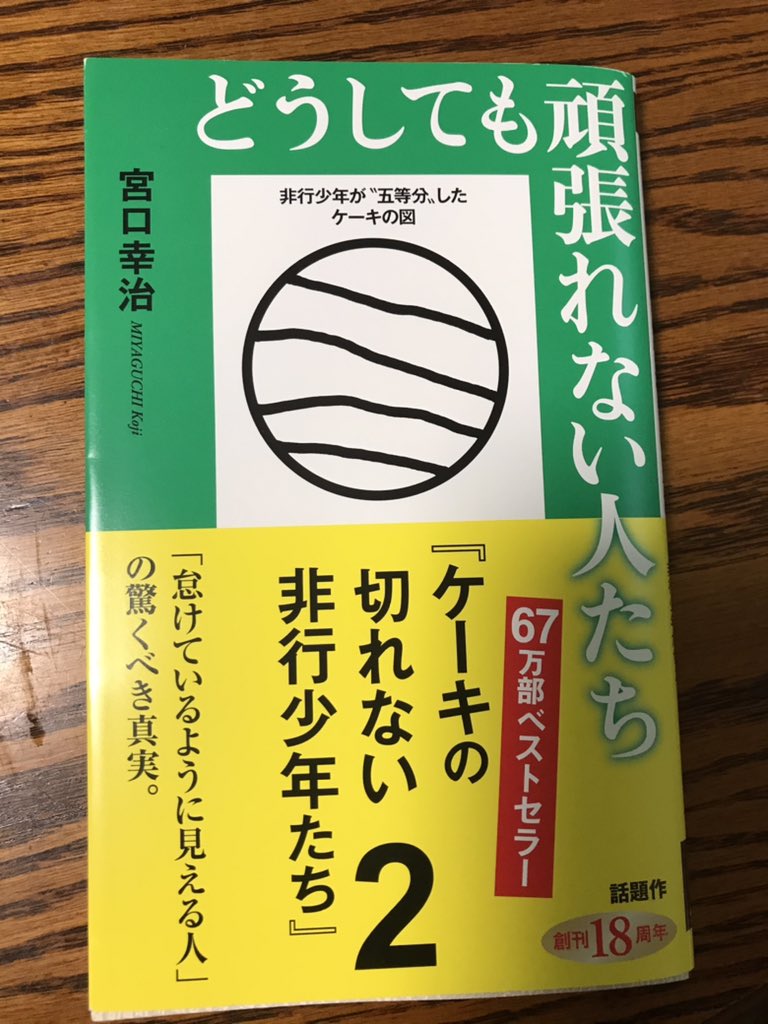 どうしても頑張れない人たち
宮口幸治
MIYAGUCHI Koji
非行少年が〝五等分〟した
ケーキの図
67万部ベストセラー
『ケーキの
切れない
非行少年たち』
2
「怠けているように見える人」
の驚くべき真実。
話題作
創刊18周年